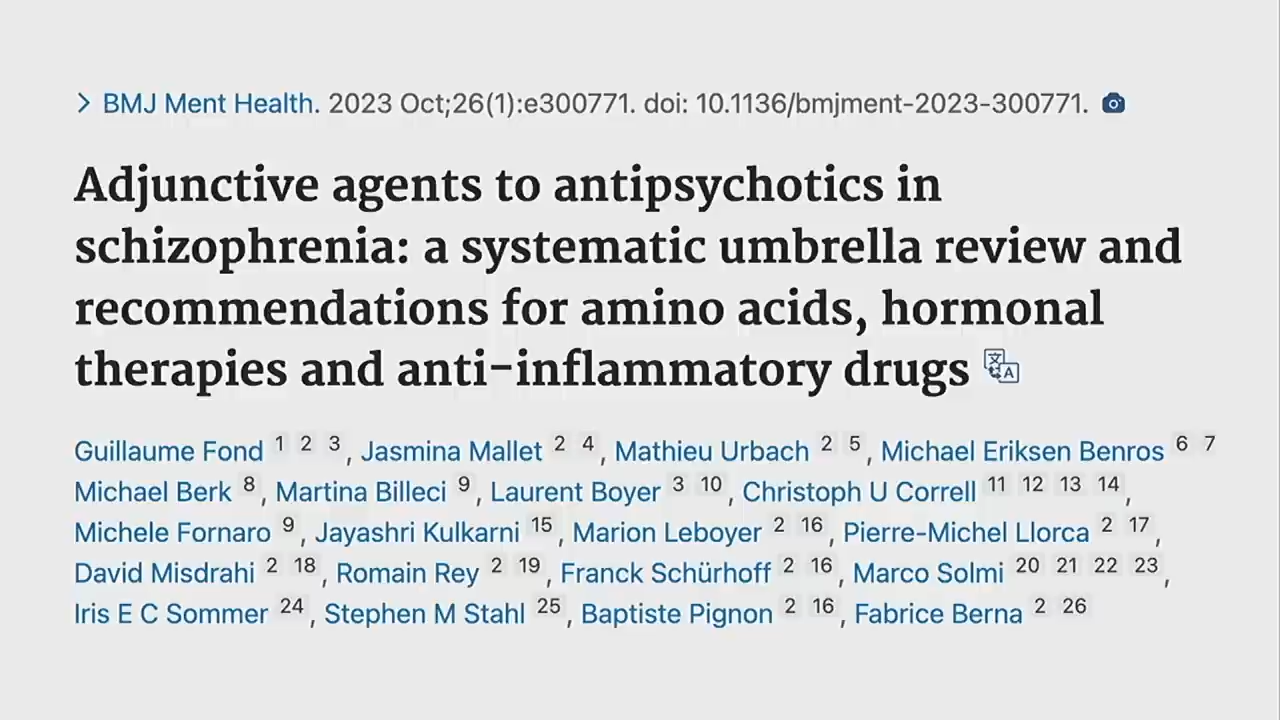 > BMJ Ment Health. 2023 Oct;26(1):e300771. doi: 10.1136/bmjment-2023-300771.
Adjunctive agents to antipsychotics in
schizophrenia: a systematic umbrella review and
recommendations for amino acids, hormonal
therapies and anti-inflammatory drugs 文A
Guillaume Fond 1 2 3, Jasmina Mallet 2 4, Mathieu Urbach 2 5, Michael Eriksen Benros 6 7
Michael Berk 8, Martina Billeci 9, Laurent Boyer 3 10, Christoph U Correll 11 12 13 14,
Michele Fornaro 9, Jayashri Kulkarni 15, Marion Leboyer 2 16, Pierre-Michel Llorca 2 17,
David Misdrahi 2 18, Romain Rey 2 19, Franck Schürhoff 2 16, Marco Solmi 20 21 22 23,
Iris E C Sommer 24, Stephen M Stahl 25, Baptiste Pignon 2 16, Fabrice Berna 2 26